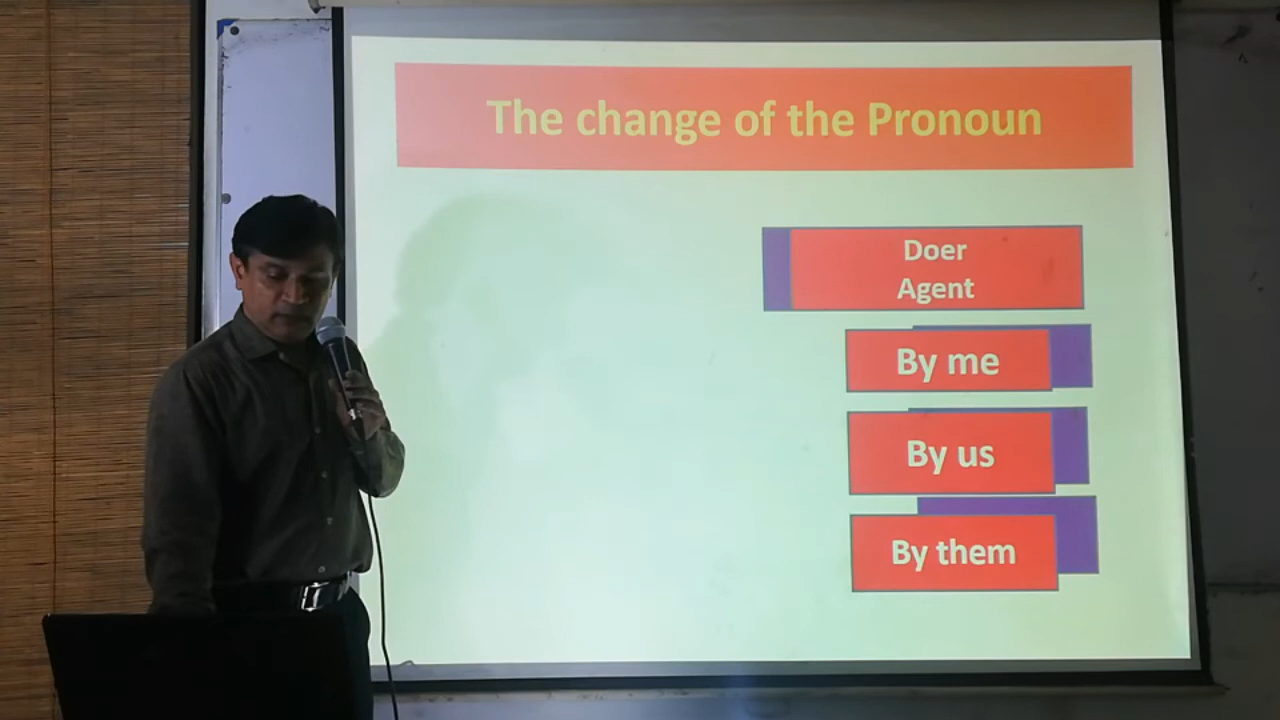 The change of the Pronoun
Doer
Agent
By me
By us
By them